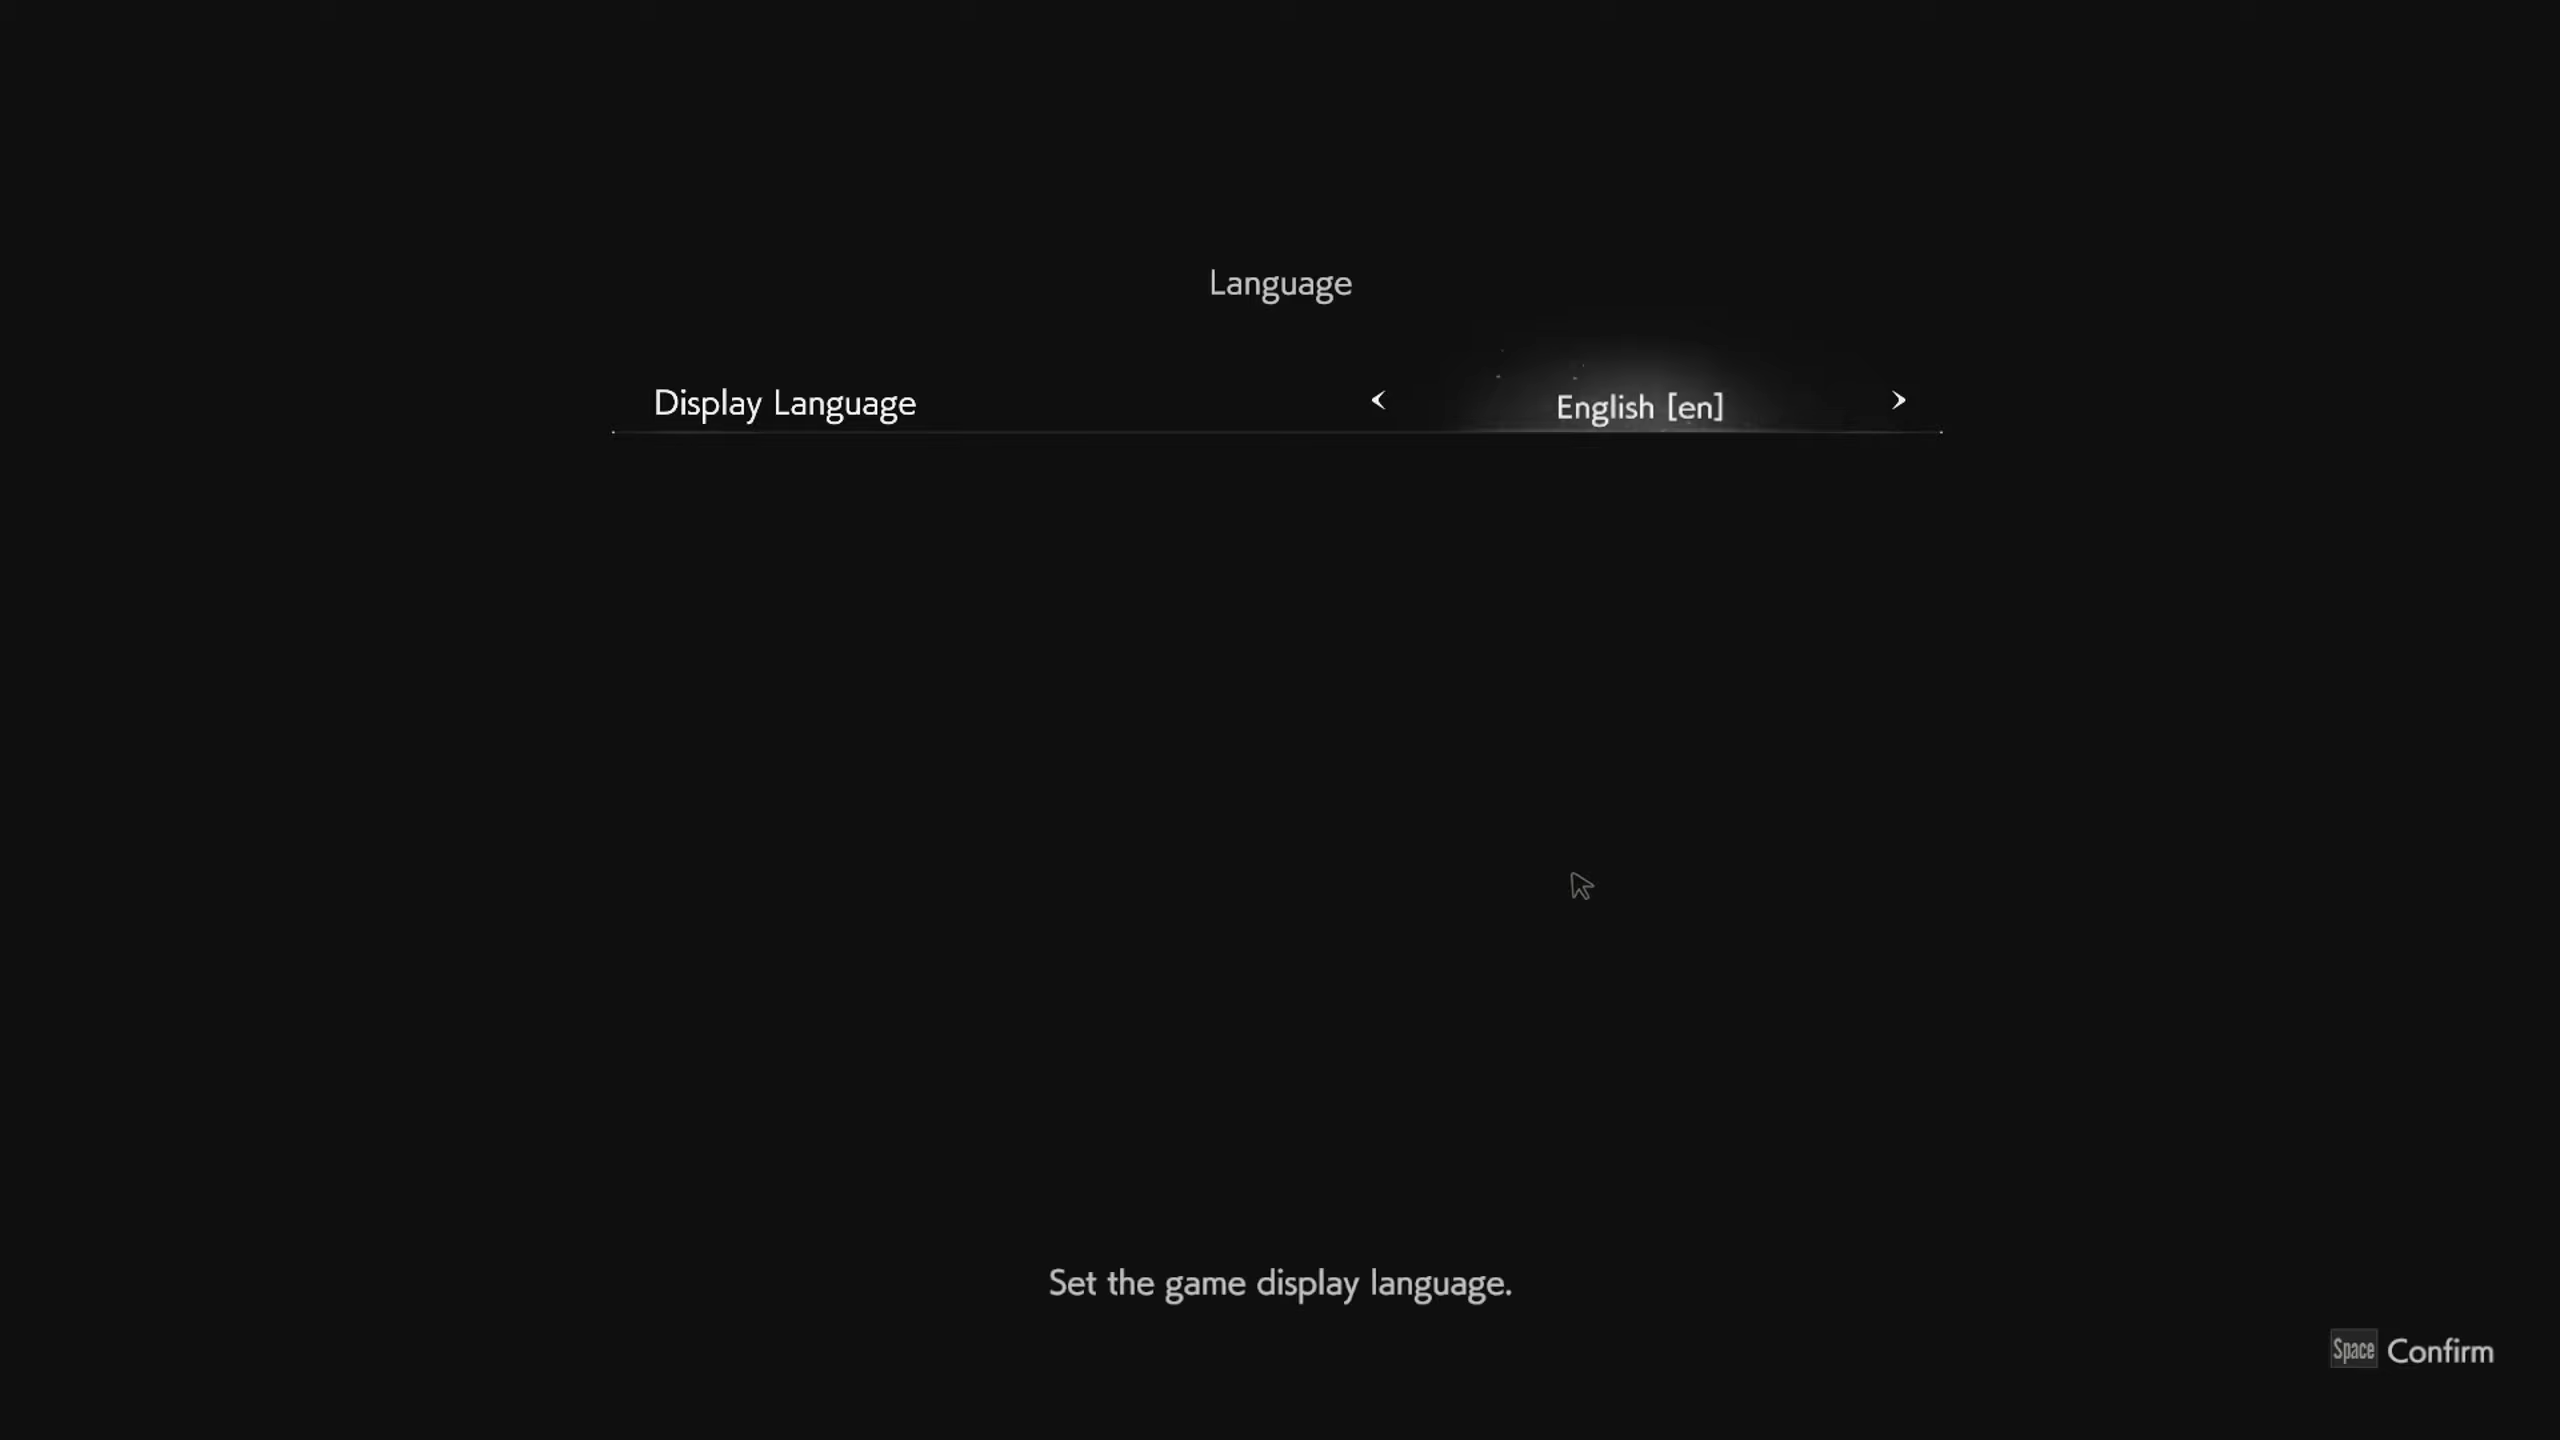 Language
Display Language < English [en] >
Set the game display language.
Space Confirm